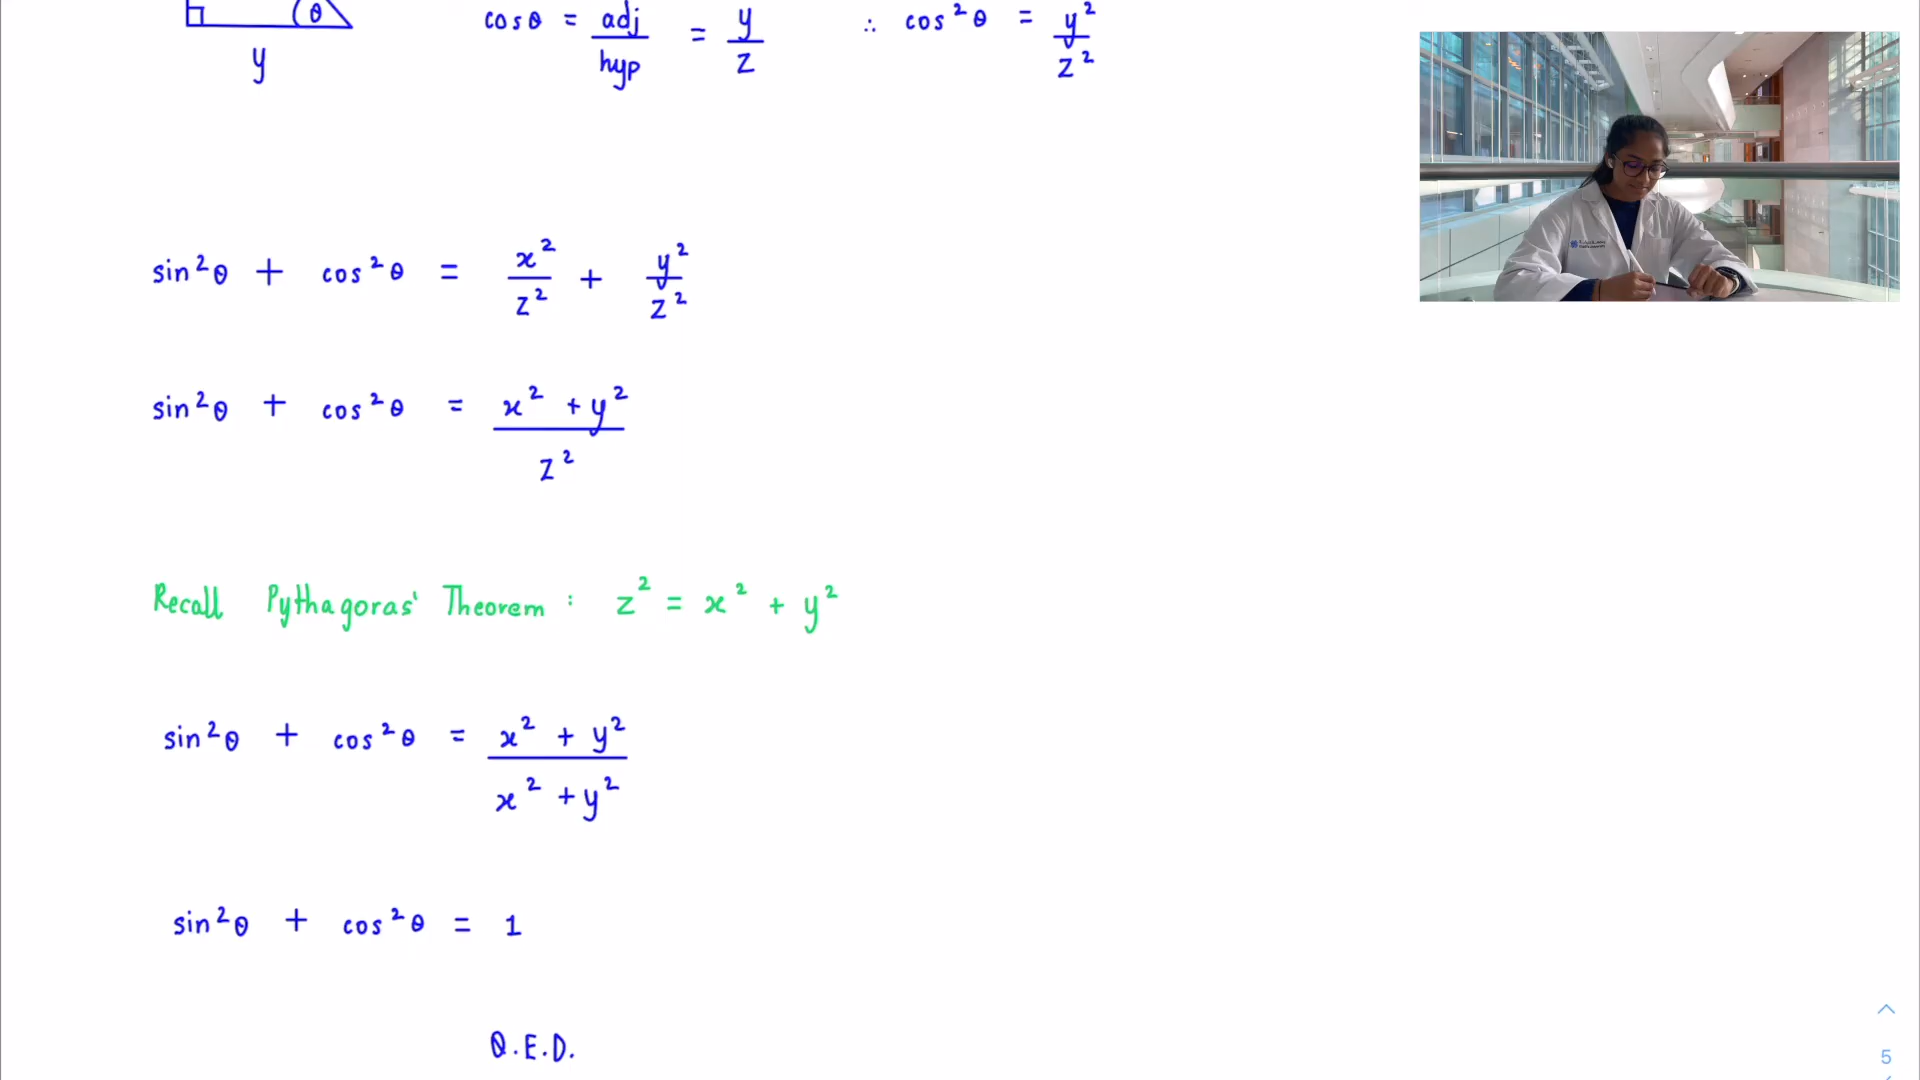 θ
y
cosθ = adj/hyp = y/z ∴ cos²θ = y²/z²
sin²θ + cos²θ = x²/z² + y²/z²
sin²θ + cos²θ = x² + y²/z²
Recall Pythagoras' Theorem : z² = x² + y²
sin²θ + cos²θ = x² + y²/x² + y²
sin²θ + cos²θ = 1
Q.E.D.
5